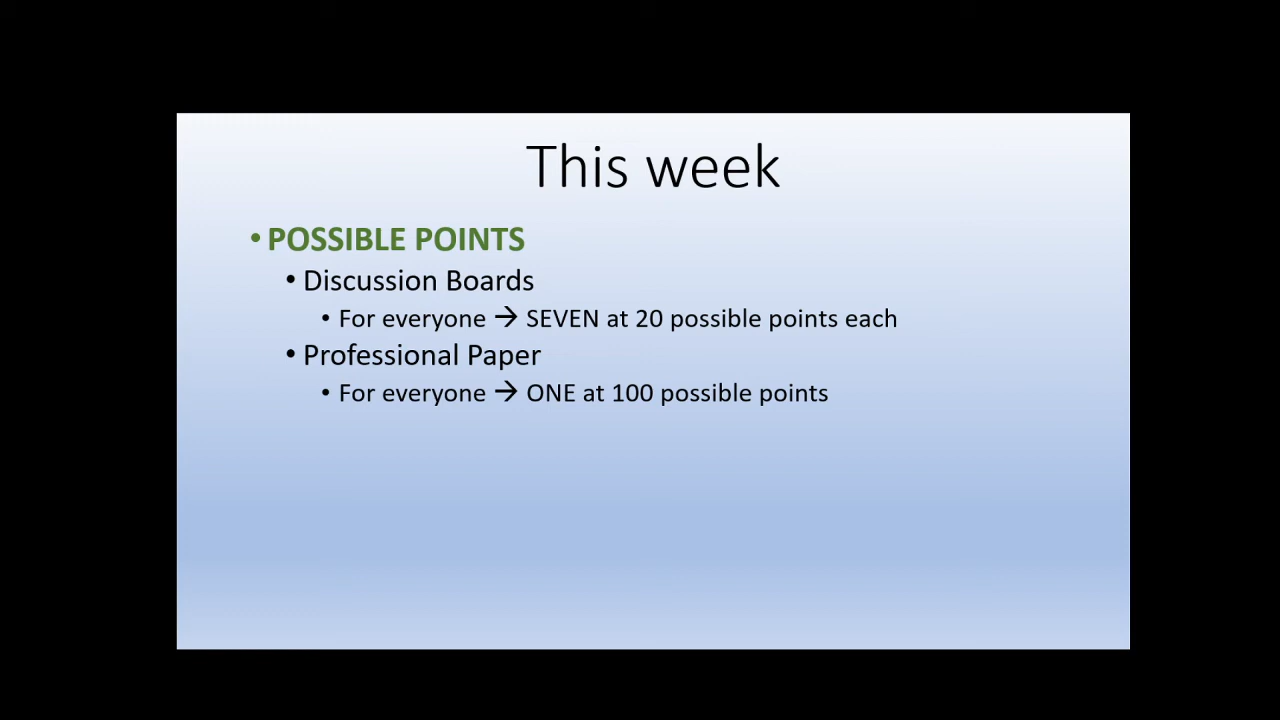 This week
• POSSIBLE POINTS
• Discussion Boards
• For everyone → SEVEN at 20 possible points each
• Professional Paper
• For everyone → ONE at 100 possible points